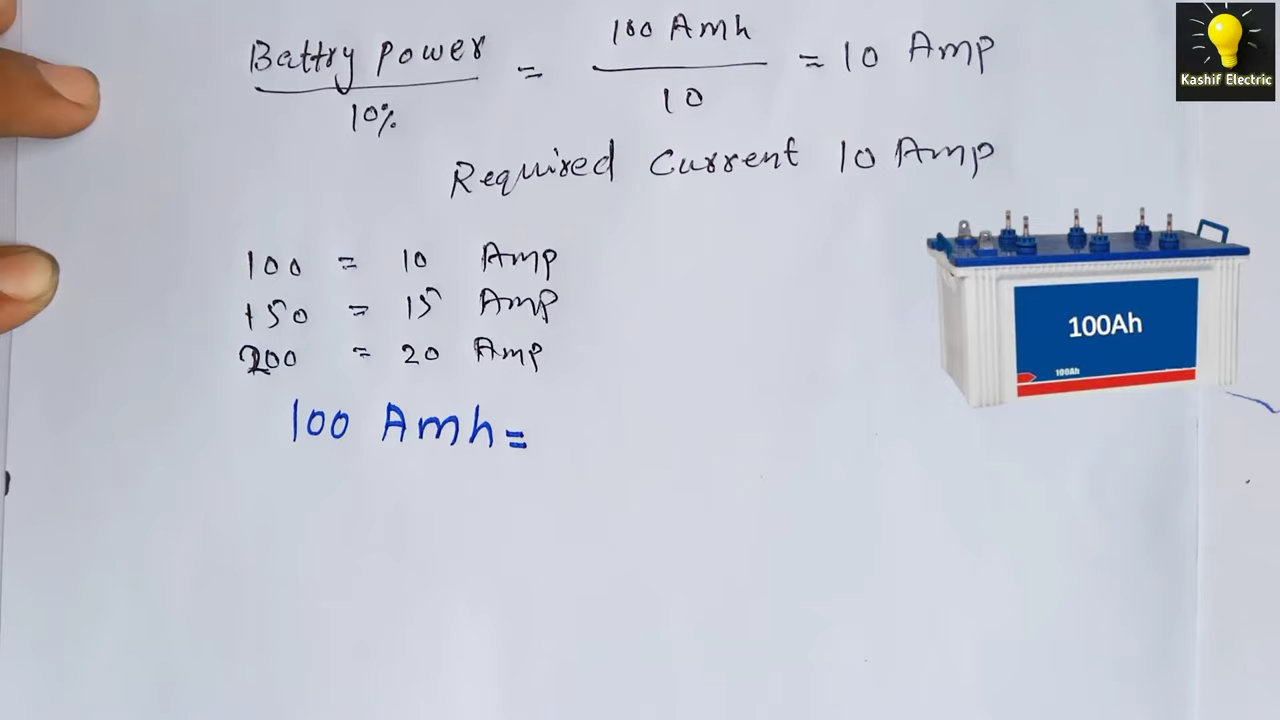 Battry power = 100 Amh = 10 Amp
10% 10
Required Current 10 Amp
100 = 10 Amp
150 = 15 Amp
200 = 20 Amp
100 Amh =
Kashif Electric
100Ah
100Ah